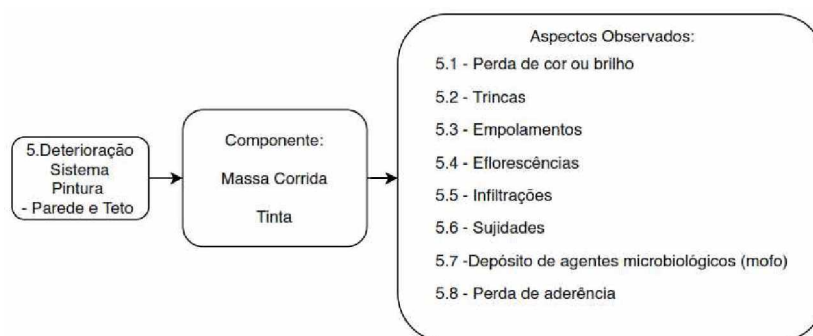 5.Deterioração
Sistema
Pintura
- Parede e Teto
Componente:
Massa Corrida
Tinta
Aspectos Observados:
5.1 - Perda de cor ou brilho
5.2 - Trincas
5.3 - Empolamentos
5.4 - Eflorescências
5.5 - Infiltrações
5.6 - Sujidades
5.7 -Depósito de agentes microbiológicos (mofo)
5.8 - Perda de aderência